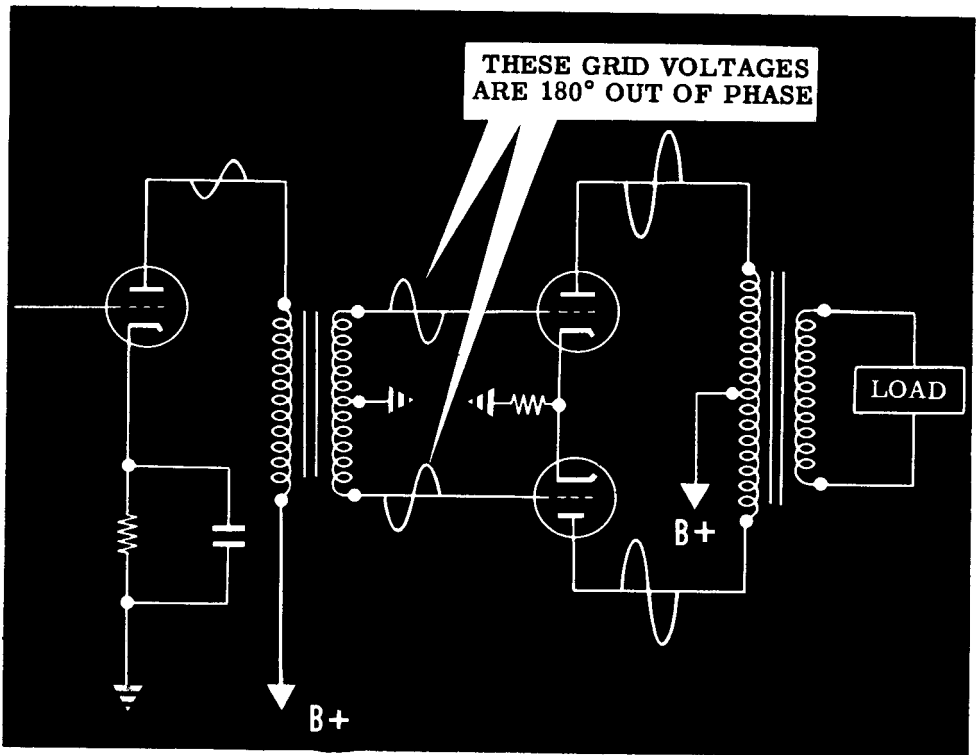 THESE GRID VOLTAGES
ARE 180° OUT OF PHASE
LOAD
B+
B+